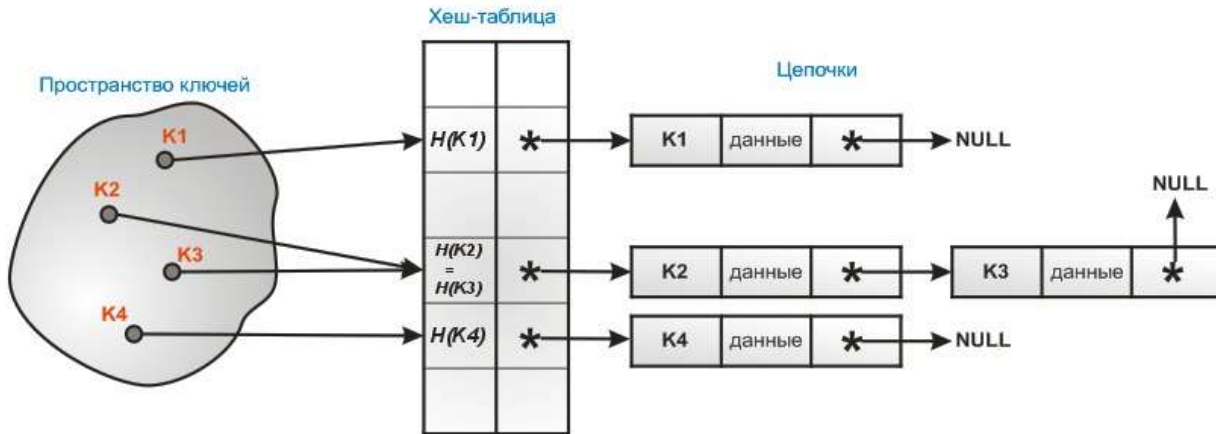 Хеш-таблица
Пространство ключей
Цепочки
K1
H(K1) * K1 данные * NULL
K2
NULL
K3
H(K2)
=
H(K3)
* K2 данные * K3 данные *
K4
H(K4) * K4 данные * NULL